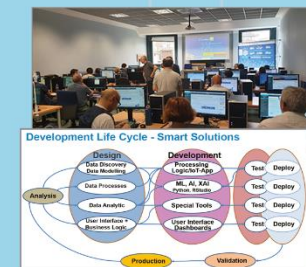 Development Life Cycle - Smart Solutions
Design
Development
Data Discovery
Data Modelling
Processing
Logic/IoT-App
Test
Deploy
Analysis
Data Processes
ML, AI, XAI
Python, RStudio
Test
Deploy
Data Analytic
Special Tools
Test
Deploy
User Interface +
Business Logic
User Interface
Dashboards
Test
Deploy
Production
Validation